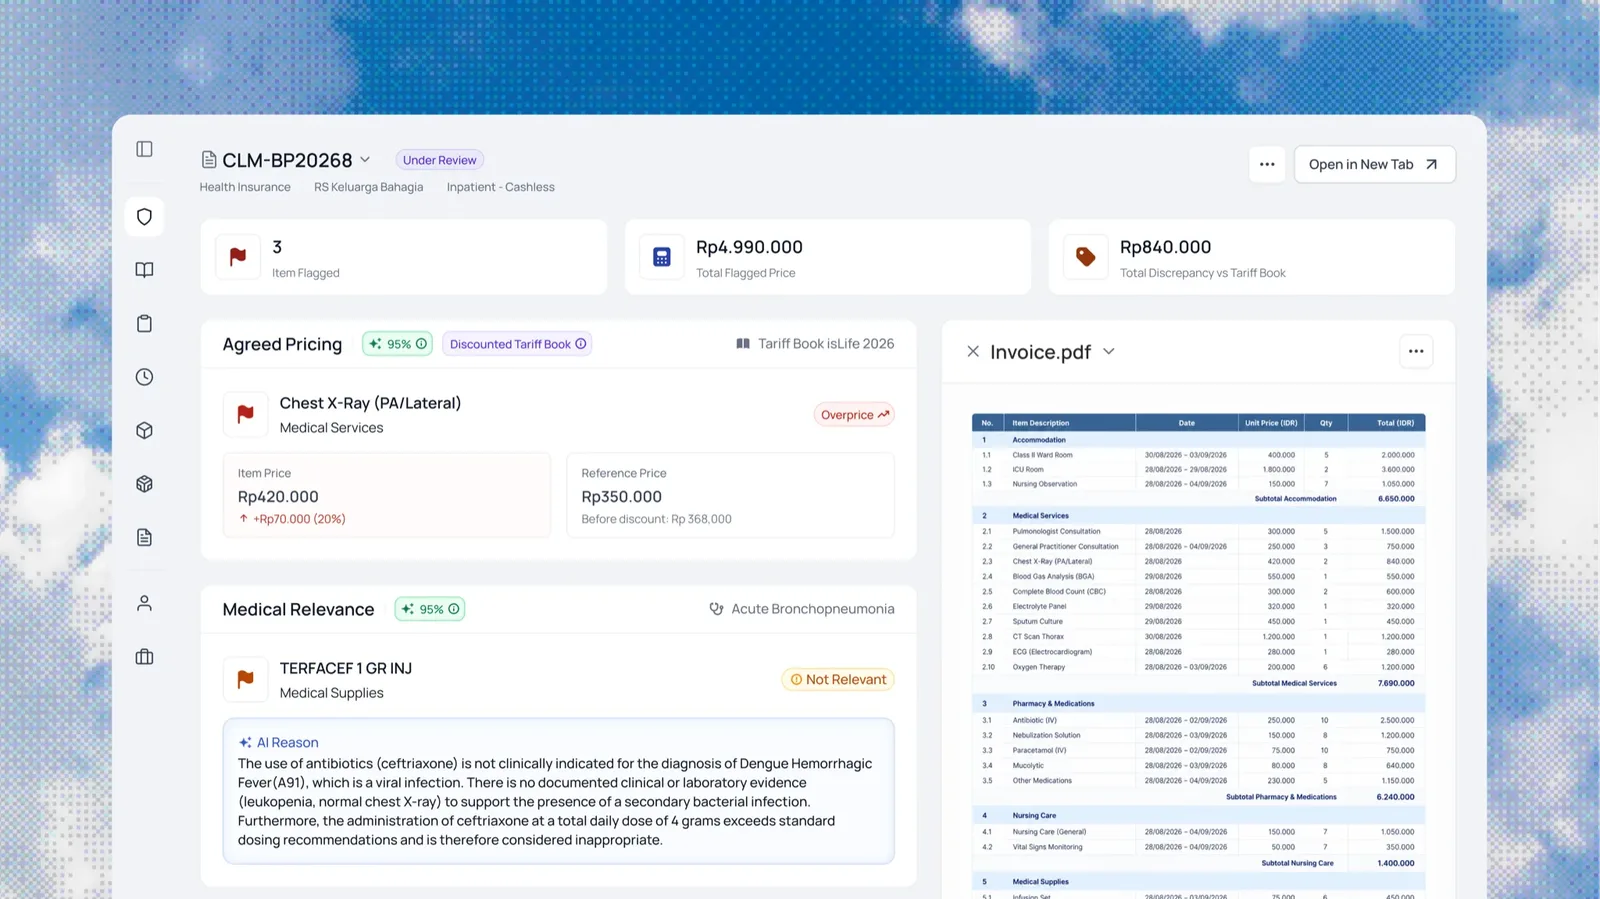 CLM-BP20268
Under Review
Health Insurance
RS Keluarga Bahagia
Inpatient - Cashless
Open in New Tab
3
Item Flagged
Rp4.990.000
Total Flagged Price
Rp840.000
Total Discrepancy vs Tariff Book
Agreed Pricing
95%
Discounted Tariff Book
Tariff Book isLife 2026
Chest X-Ray (PA/Lateral)
Medical Services
Overprice
Item Price
Rp420.000
+Rp70.000 (20%)
Reference Price
Rp350.000
Before discount: Rp 368,000
Medical Relevance
95%
Acute Bronchopneumonia
TERFACEF 1 GR INJ
Medical Supplies
Not Relevant
AI Reason
The use of antibiotics (ceftriaxone) is not clinically indicated for the diagnosis of Dengue Hemorrhagic
Fever(A91), which is a viral infection. There is no documented clinical or laboratory evidence
(leukopenia, normal chest X-ray) to support the presence of a secondary bacterial infection.
Furthermore, the administration of ceftriaxone at a total daily dose of 4 grams exceeds standard
dosing recommendations and is therefore considered inappropriate.
Invoice.pdf
No. Item Description Date Unit Price (IDR) Qty Total (IDR)
1 Accommodation
1.1 Class II Ward Room 30/08/2026 – 03/09/2026 400.000 5 2.000.000
1.2 ICU Room 28/08/2026 – 29/08/2026 1.800.000 2 3.600.000
1.3 Nursing Observation 28/08/2026 – 04/09/2026 150.000 7 1.050.000
Subtotal Accommodation 6.650.000
2 Medical Services
2.1 Pulmonologist Consultation 28/08/2026 300.000 5 1.500.000
2.2 General Practitioner Consultation 28/08/2026 – 04/09/2026 250.000 3 750.000
2.3 Chest X-Ray (PA/Lateral) 28/08/2026 420.000 2 840.000
2.4 Blood Gas Analysis (BGA) 29/08/2026 550.000 1 550.000
2.5 Complete Blood Count (CBC) 28/08/2026 300.000 2 600.000
2.6 Electrolyte Panel 29/08/2026 320.000 1 320.000
2.7 Sputum Culture 29/08/2026 450.000 1 450.000
2.8 CT Scan Thorax 30/08/2026 1.200.000 1 1.200.000
2.9 ECG (Electrocardiogram) 28/08/2026 280.000 1 280.000
2.10 Oxygen Therapy 28/08/2026 – 03/09/2026 200.000 6 1.200.000
Subtotal Medical Services 7.690.000
3 Pharmacy & Medications
3.1 Antibiotic (IV) 28/08/2026 – 02/09/2026 250.000 10 2.500.000
3.2 Nebulization Solution 28/08/2026 – 03/09/2026 150.000 8 1.200.000
3.3 Paracetamol (IV) 28/08/2026 – 02/09/2026 75.000 10 750.000
3.4 Mucolytic 28/08/2026 – 03/09/2026 80.000 8 640.000
3.5 Other Medications 28/08/2026 – 04/09/2026 230.000 5 1.150.000
Subtotal Pharmacy & Medications 6.240.000
4 Nursing Care
4.1 Nursing Care (General) 28/08/2026 – 04/09/2026 150.000 7 1.050.000
4.2 Vital Signs Monitoring 28/08/2026 – 04/09/2026 50.000 7 350.000
Subtotal Nursing Care 1.400.000
5 Medical Supplies
5.1 Infusion Set 28/08/2026 – 03/09/2026 75.000 6 450.000